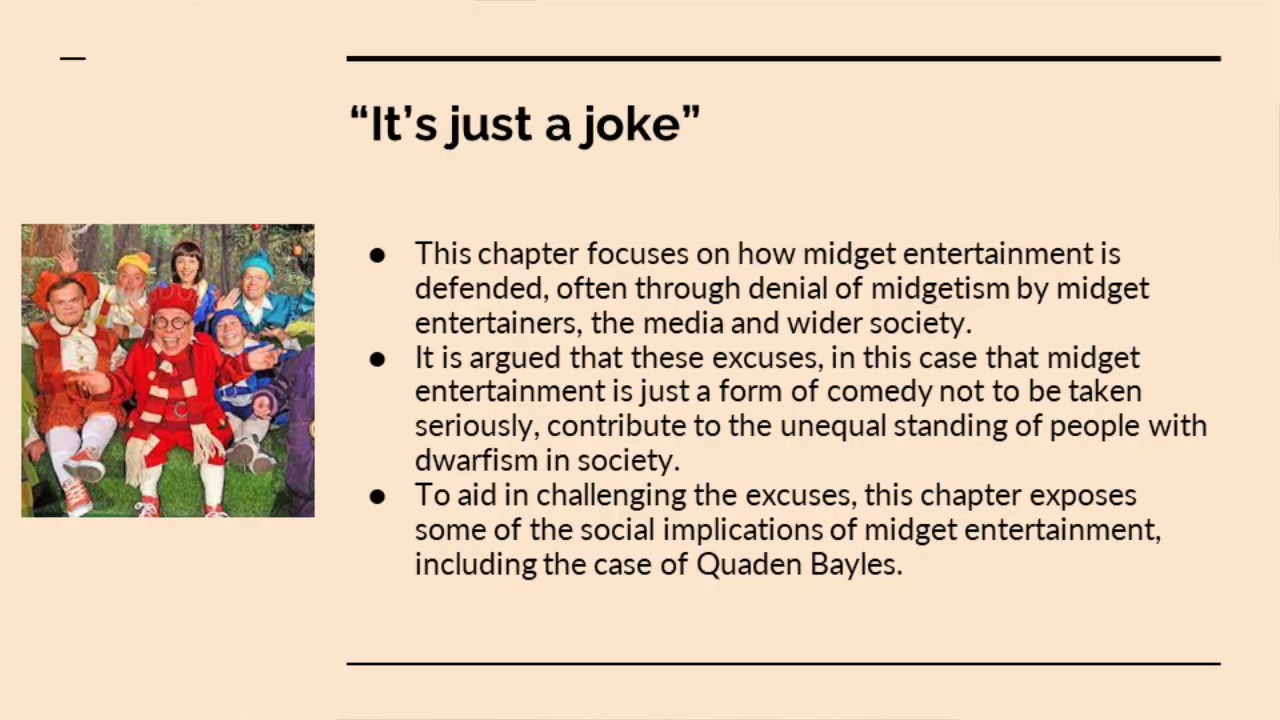 “It’s just a joke”
● This chapter focuses on how midget entertainment is
defended, often through denial of midgetism by midget
entertainers, the media and wider society.
● It is argued that these excuses, in this case that midget
entertainment is just a form of comedy not to be taken
seriously, contribute to the unequal standing of people with
dwarfism in society.
● To aid in challenging the excuses, this chapter exposes
some of the social implications of midget entertainment,
including the case of Quaden Bayles.